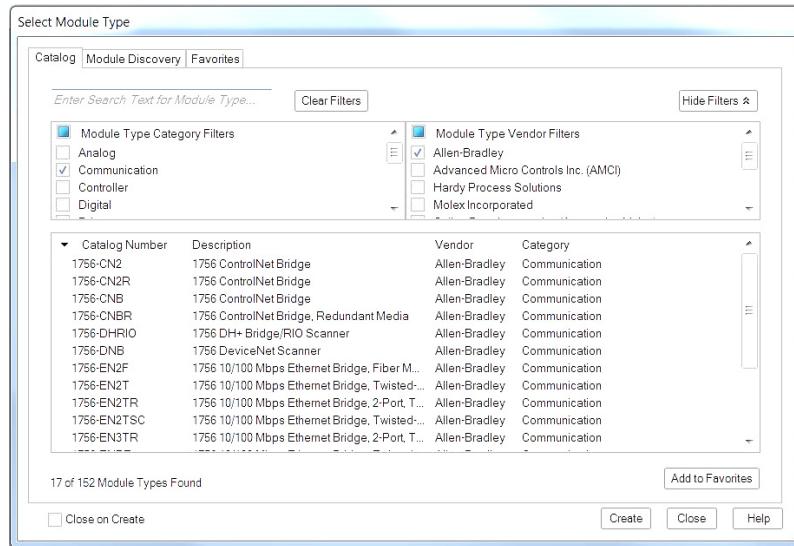 Select Module Type
Catalog Module Discovery Favorites
Enter Search Text for Module Type... Clear Filters Hide Filters
Module Type Category Filters Module Type Vendor Filters
Analog Allen-Bradley
Communication Advanced Micro Controls Inc. (AMCI)
Controller Hardy Process Solutions
Digital Molex Incorporated
Catalog Number Description Vendor Category
1756-CN2 1756 ControlNet Bridge Allen-Bradley Communication
1756-CN2R 1756 ControlNet Bridge Allen-Bradley Communication
1756-CNB 1756 ControlNet Bridge Allen-Bradley Communication
1756-CNBR 1756 ControlNet Bridge, Redundant Media Allen-Bradley Communication
1756-DHRIO 1756 DH+ Bridge/RIO Scanner Allen-Bradley Communication
1756-DNB 1756 DeviceNet Scanner Allen-Bradley Communication
1756-EN2F 1756 10/100 Mbps Ethernet Bridge, Fiber M... Allen-Bradley Communication
1756-EN2T 1756 10/100 Mbps Ethernet Bridge, Twisted-... Allen-Bradley Communication
1756-EN2TR 1756 10/100 Mbps Ethernet Bridge, 2-Port, T... Allen-Bradley Communication
1756-EN2TSC 1756 10/100 Mbps Ethernet Bridge, Twisted-... Allen-Bradley Communication
1756-EN3TR 1756 10/100 Mbps Ethernet Bridge, 2-Port, T... Allen-Bradley Communication
17 of 152 Module Types Found Add to Favorites
Close on Create Create Close Help